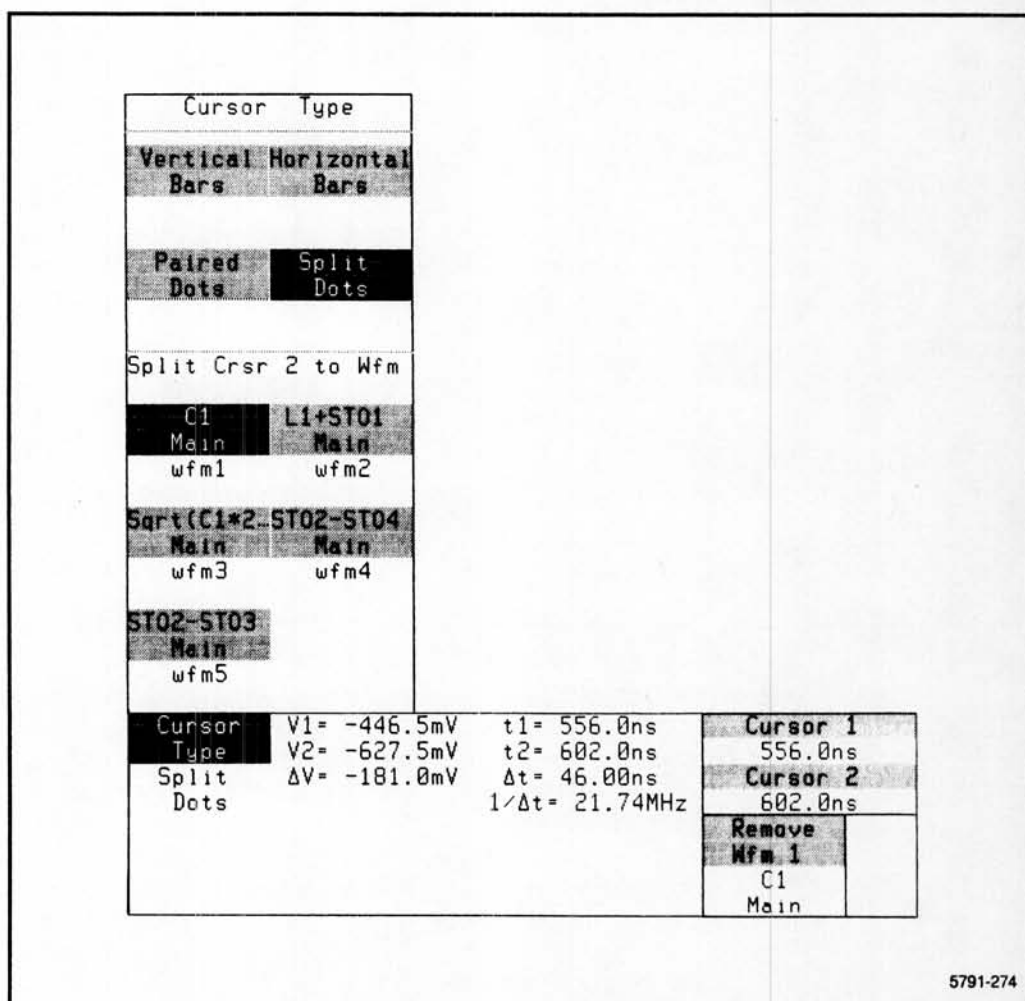 Cursor Type
Vertical Horizontal
Bars Bars
Paired Split
Dots Dots
Split Crsr 2 to Wfm
C1 L1+STO1
Main Main
wfm1 wfm2
Sqrt(C1*2… STO2-STO4
Main Main
wfm3 wfm4
STO2-STO3
Main
wfm5
Cursor V1= -446.5mV t1= 556.0ns Cursor 1
Type V2= -627.5mV t2= 602.0ns 556.0ns
Split ΔV= -181.0mV Δt= 46.00ns Cursor 2
Dots 1/Δt= 21.74MHz 602.0ns
Remove
Wfm 1
C1
Main
5791-274